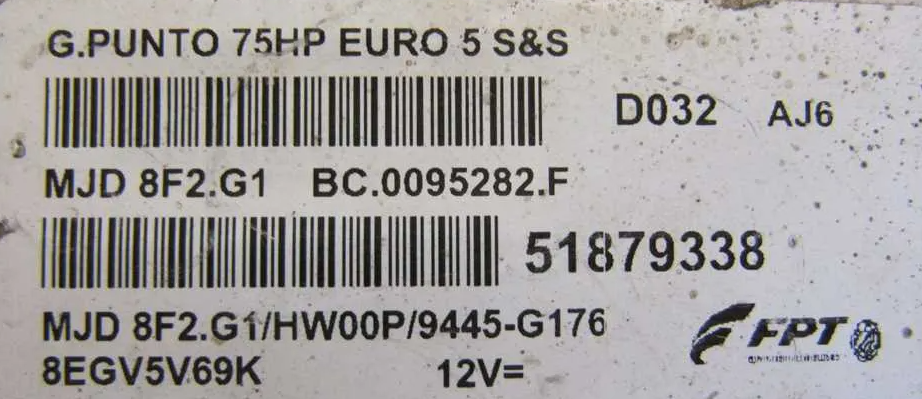 G.PUNTO 75HP EURO 5 S&S
D032 AJ6
MJD 8F2.G1 BC.0095282.F
51879338
MJD 8F2.G1/HW00P/9445-G176
FPT
8EGV5V69K 12V=